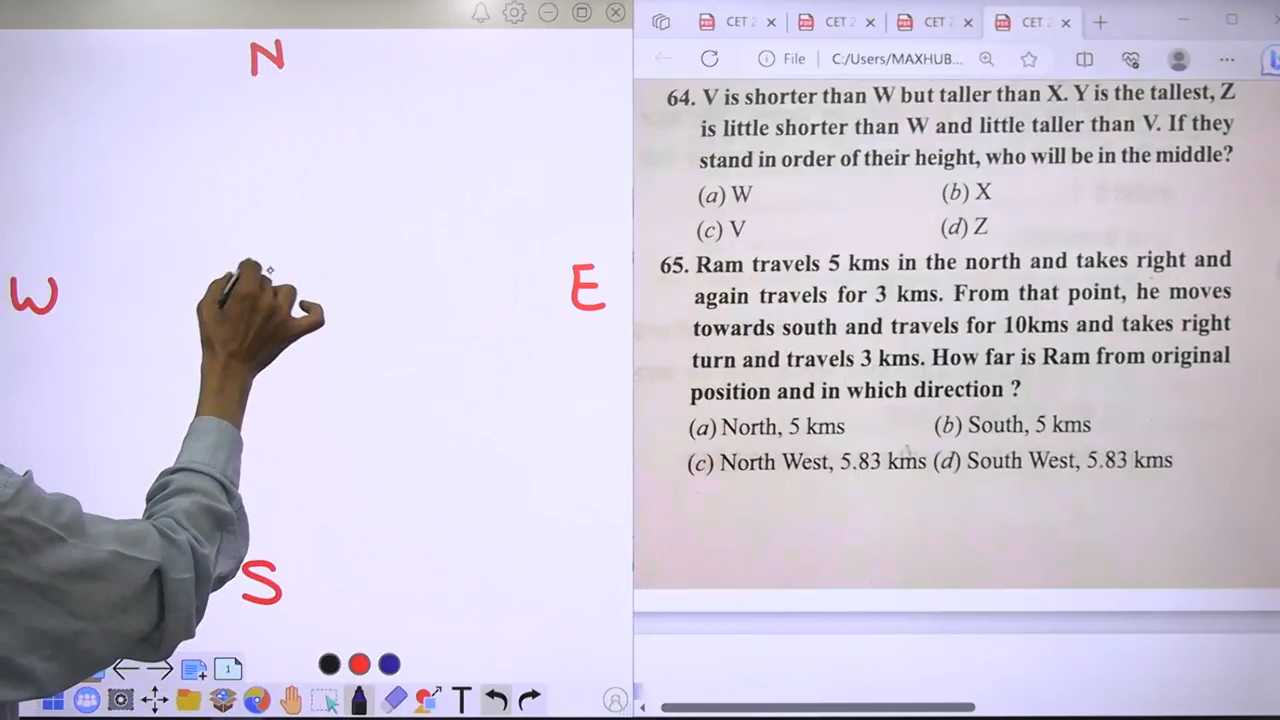 N
W
E
S
1
T
CET 2
CET 2
CET 2
CET 2
File
C:/Users/MAXHUB...
64. V is shorter than W but taller than X. Y is the tallest, Z
is little shorter than W and little taller than V. If they
stand in order of their height, who will be in the middle?
(a) W (b) X
(c) V (d) Z
65. Ram travels 5 kms in the north and takes right and
again travels for 3 kms. From that point, he moves
towards south and travels for 10kms and takes right
turn and travels 3 kms. How far is Ram from original
position and in which direction ?
(a) North, 5 kms (b) South, 5 kms
(c) North West, 5.83 kms (d) South West, 5.83 kms